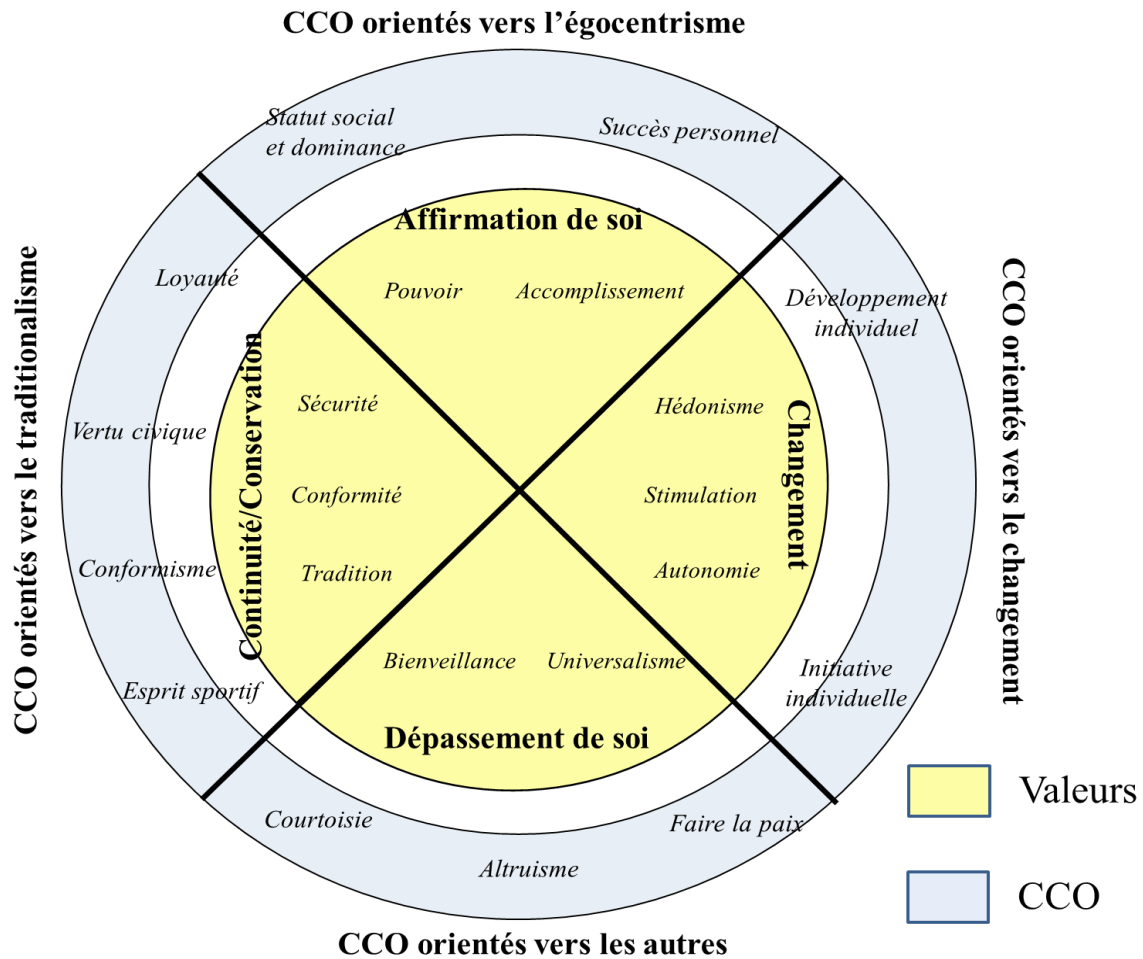 CCO orientés vers l’égocentrisme
Statut social
et dominance
Succès personnel
Affirmation de soi
Pouvoir
Accomplissement
Loyauté
Développement
individuel
CCO orientés vers le traditionalisme
CCO orientés vers le changement
Continuité/Conservation
Changement
Sécurité
Hédonisme
Vertu civique
Conformité
Stimulation
Conformisme
Tradition
Autonomie
Bienveillance
Universalisme
Esprit sportif
Initiative
individuelle
Dépassement de soi
Courtoisie
Altruisme
Faire la paix
CCO orientés vers les autres
Valeurs
CCO